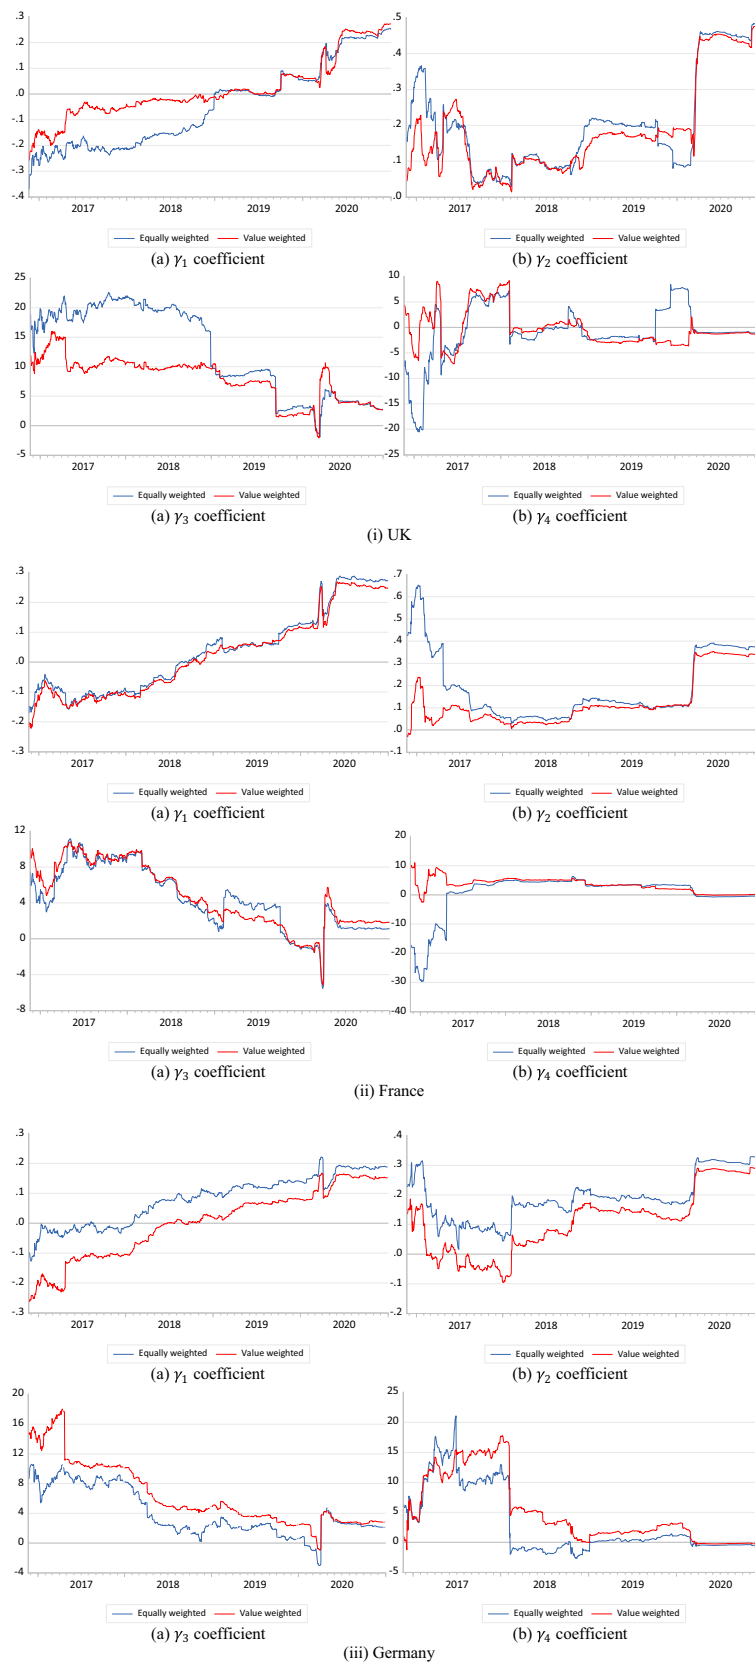 .3
.2
.1
.0
-.1
-.2
-.3
-.4
2017 2018 2019 2020
Equally weighted Value weighted
(a) γ₁ coefficient
.5
.4
.3
.2
.1
.0
2017 2018 2019 2020
Equally weighted Value weighted
(b) γ₂ coefficient
25
20
15
10
5
0
-5
2017 2018 2019 2020
Equally weighted Value weighted
(a) γ₃ coefficient
10
5
0
-5
-10
-15
-20
-25
2017 2018 2019 2020
Equally weighted Value weighted
(b) γ₄ coefficient
(i) UK
.3
.2
.1
.0
-.1
-.2
-.3
2017 2018 2019 2020
Equally weighted Value weighted
(a) γ₁ coefficient
.7
.6
.5
.4
.3
.2
.1
.0
-.1
2017 2018 2019 2020
Equally weighted Value weighted
(b) γ₂ coefficient
12
8
4
0
-4
-8
2017 2018 2019 2020
Equally weighted Value weighted
(a) γ₃ coefficient
20
10
0
-10
-20
-30
-40
2017 2018 2019 2020
Equally weighted Value weighted
(b) γ₄ coefficient
(ii) France
.3
.2
.1
.0
-.1
-.2
-.3
2017 2018 2019 2020
Equally weighted Value weighted
(a) γ₁ coefficient
.4
.3
.2
.1
.0
-.1
-.2
2017 2018 2019 2020
Equally weighted Value weighted
(b) γ₂ coefficient
20
16
12
8
4
0
-4
2017 2018 2019 2020
Equally weighted Value weighted
(a) γ₃ coefficient
25
20
15
10
5
0
-5
2017 2018 2019 2020
Equally weighted Value weighted
(b) γ₄ coefficient
(iii) Germany